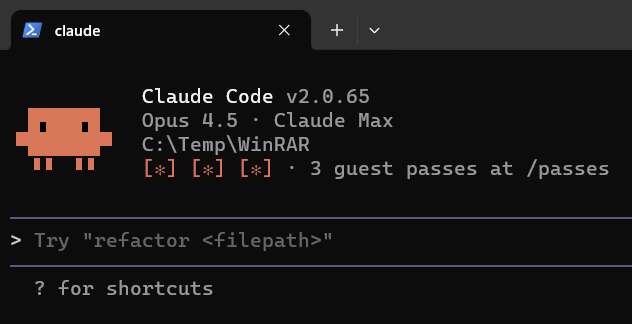 claude
Claude Code v2.0.65
Opus 4.5 · Claude Max
C:\Temp\WinRAR
[*] [*] [*] · 3 guest passes at /passes
> Try "refactor <filepath>"
? for shortcuts